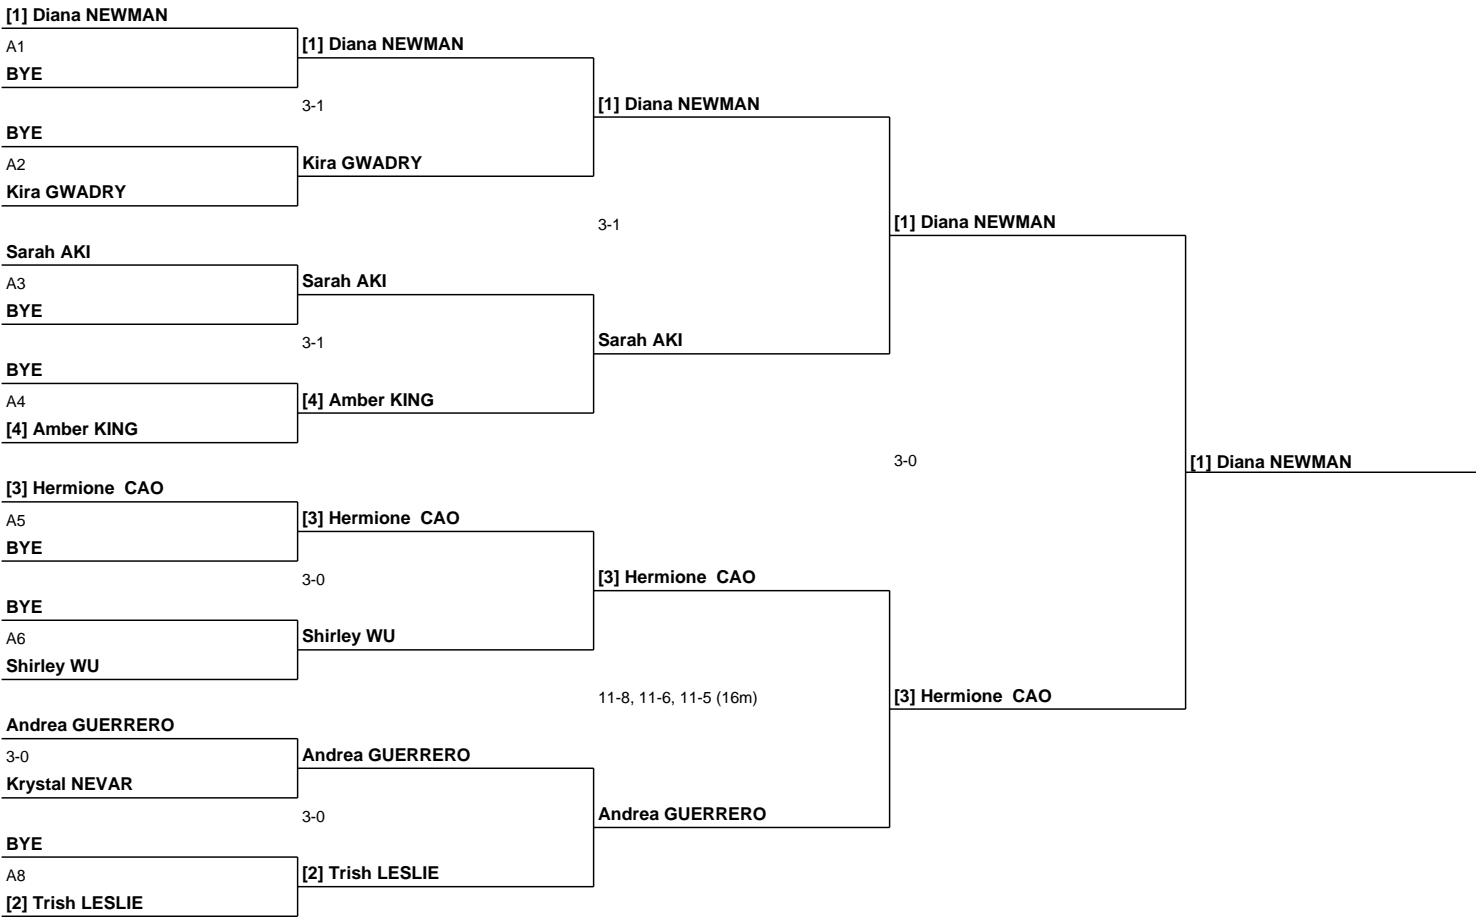 [1] Diana NEWMAN
A1
BYE
BYE
A2
Kira GWADRY
Sarah AKI
A3
BYE
BYE
A4
[4] Amber KING
[3] Hermione  CAO
A5
BYE
BYE
A6
Shirley WU
Andrea GUERRERO
3-0
Krystal NEVAR
BYE
A8
[2] Trish LESLIE
[1] Diana NEWMAN
3-1
Kira GWADRY
Sarah AKI
3-1
[4] Amber KING
[3] Hermione  CAO
3-0
Shirley WU
Andrea GUERRERO
3-0
[2] Trish LESLIE
[1] Diana NEWMAN
3-1
Sarah AKI
[3] Hermione  CAO
11-8, 11-6, 11-5 (16m)
Andrea GUERRERO
[1] Diana NEWMAN
3-0
[3] Hermione  CAO
[1] Diana NEWMAN